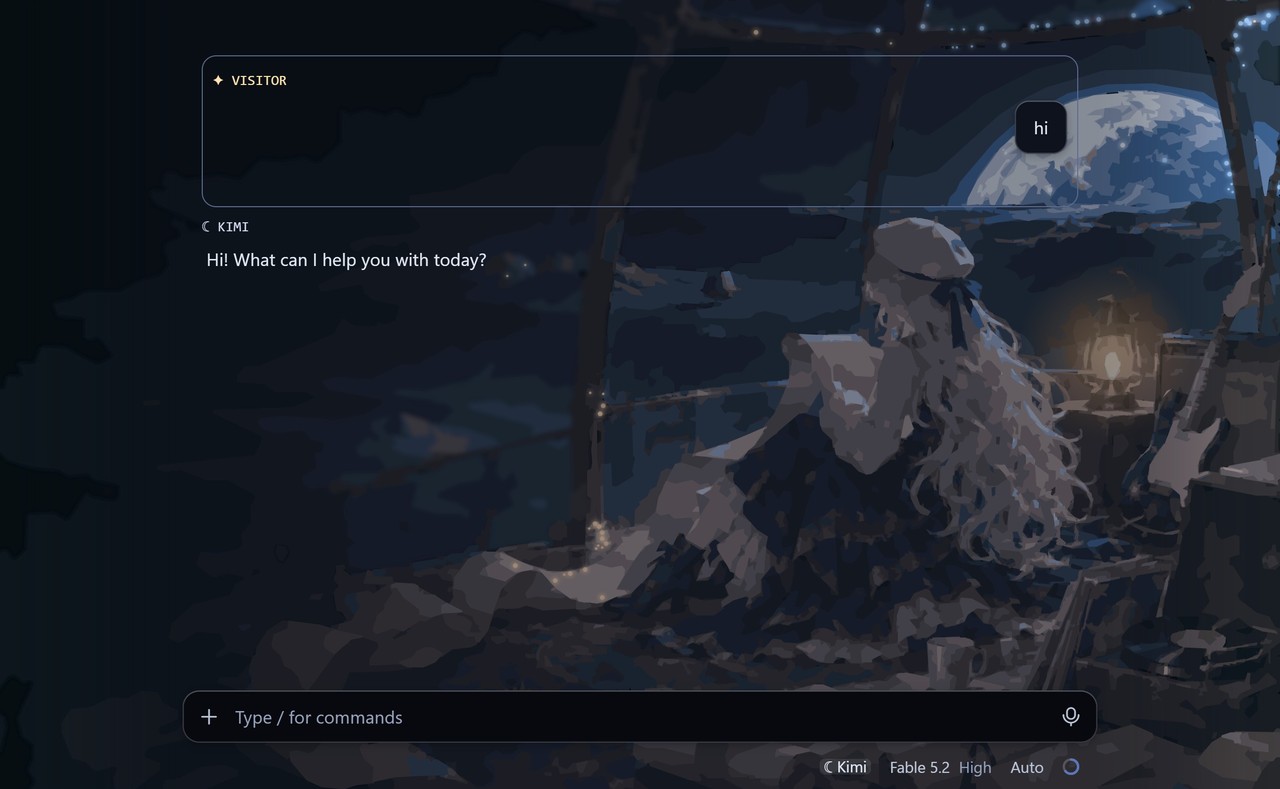 ✦ VISITOR
hi
☾ KIMI
Hi! What can I help you with today?
Type / for commands
☾ Kimi Fable 5.2 High Auto